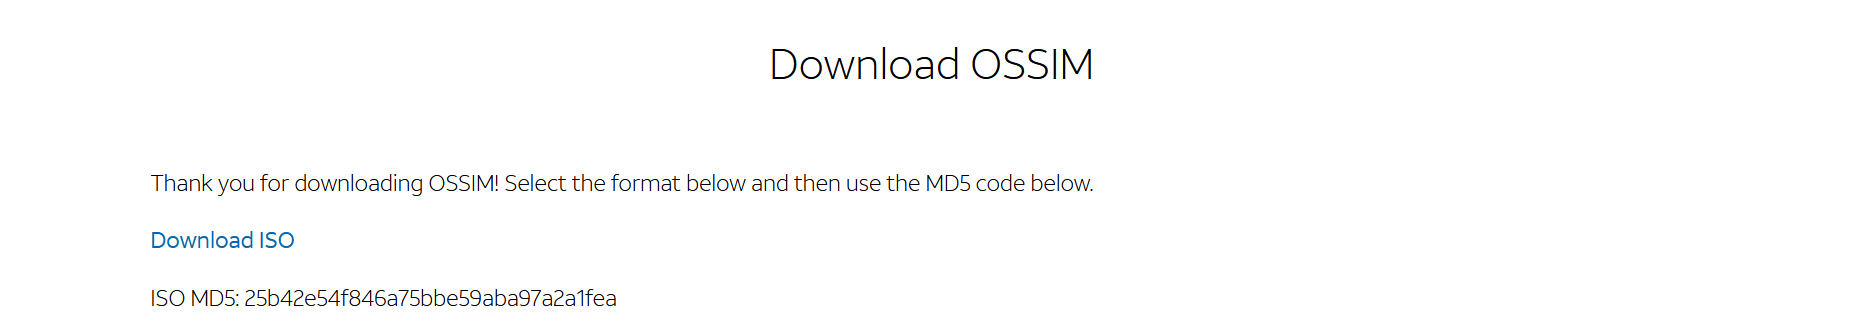 Download OSSIM
Thank you for downloading OSSIM! Select the format below and then use the MD5 code below.
Download ISO
ISO MD5: 25b42e54f846a75bbe59aba97a2a1fea